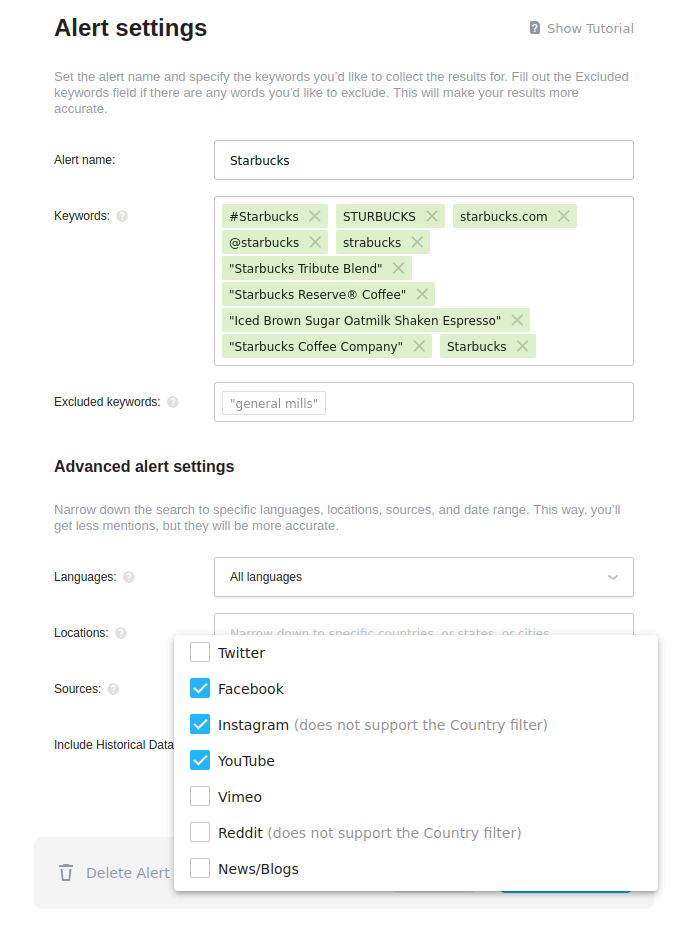 Alert settings
? Show Tutorial
Set the alert name and specify the keywords you'd like to collect the results for. Fill out the Excluded
keywords field if there are any words you'd like to exclude. This will make your results more
accurate.
Alert name:
Starbucks
Keywords: ?
#Starbucks STURBUCKS starbucks.com
@starbucks strabucks
"Starbucks Tribute Blend"
"Starbucks Reserve® Coffee"
"Iced Brown Sugar Oatmilk Shaken Espresso"
"Starbucks Coffee Company" Starbucks
Excluded keywords: ?
"general mills"
Advanced alert settings
Narrow down the search to specific languages, locations, sources, and date range. This way, you'll
get less mentions, but they will be more accurate.
Languages: ?
All languages
Locations: ?
Narrow down to specific countries, or states, or cities
Twitter
Sources: ?
Facebook
Instagram (does not support the Country filter)
Include Historical Data
YouTube
Vimeo
Reddit (does not support the Country filter)
Delete Alert
News/Blogs